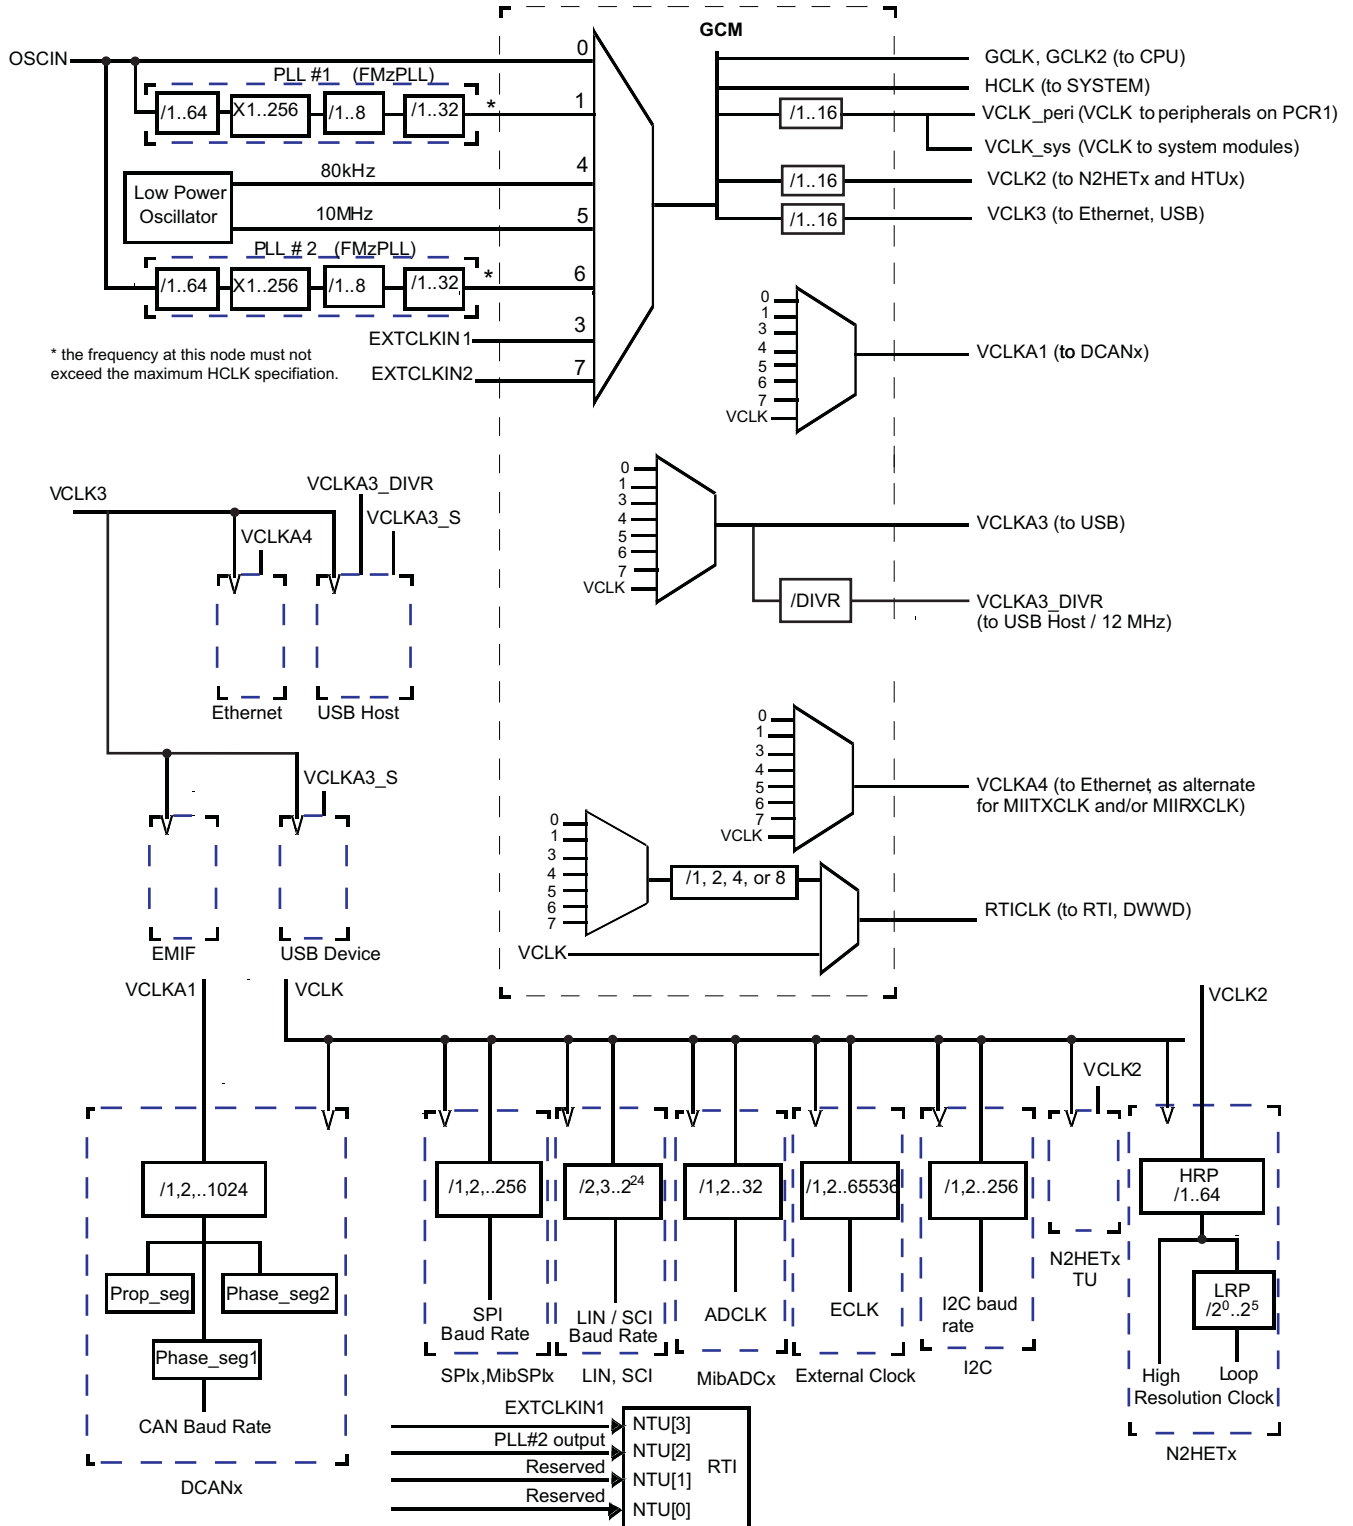 GCM
OSCIN
0
GCLK, GCLK2 (to CPU)
PLL #1 (FMzPLL)
HCLK (to SYSTEM)
/1..64
X1..256
/1..8
/1..32
*
1
/1..16
VCLK_peri (VCLK to peripherals on PCR1)
VCLK_sys (VCLK to system modules)
80kHz
4
/1..16
VCLK2 (to N2HETx and HTUx)
Low Power
Oscillator
10MHz
5
/1..16
VCLK3 (to Ethernet, USB)
PLL # 2 (FMzPLL)
/1..64
X1..256
/1..8
/1..32
*
6
EXTCLKIN1
3
EXTCLKIN2
7
* the frequency at this node must not
exceed the maximum HCLK specifiation.
0
1
3
4
5
6
7
VCLK
VCLKA1 (to DCANx)
0
1
3
4
5
6
7
VCLK
VCLKA3 (to USB)
/DIVR
VCLKA3_DIVR
(to USB Host / 12 MHz)
VCLK3
VCLKA3_DIVR
VCLKA3_S
VCLKA4
Ethernet
USB Host
VCLKA3_S
EMIF
USB Device
0
1
3
4
5
6
7
VCLK
VCLKA4 (to Ethernet, as alternate
for MIITXCLK and/or MIIRXCLK)
0
1
3
4
5
6
7
/1, 2, 4, or 8
VCLK
RTICLK (to RTI, DWWD)
VCLKA1
VCLK
VCLK2
VCLK2
/1,2,..1024
Prop_seg
Phase_seg2
Phase_seg1
CAN Baud Rate
DCANx
/1,2,..256
SPI
Baud Rate
SPIx,MibSPIx
/2,3..2²⁴
LIN / SCI
Baud Rate
LIN, SCI
/1,2..32
ADCLK
MibADCx
/1,2..65536
ECLK
External Clock
/1,2..256
I2C baud
rate
I2C
N2HETx
TU
HRP
/1..64
LRP
/2⁰..2⁵
High
Loop
Resolution Clock
N2HETx
EXTCLKIN1
NTU[3]
PLL#2 output
NTU[2]
Reserved
NTU[1]
Reserved
NTU[0]
RTI